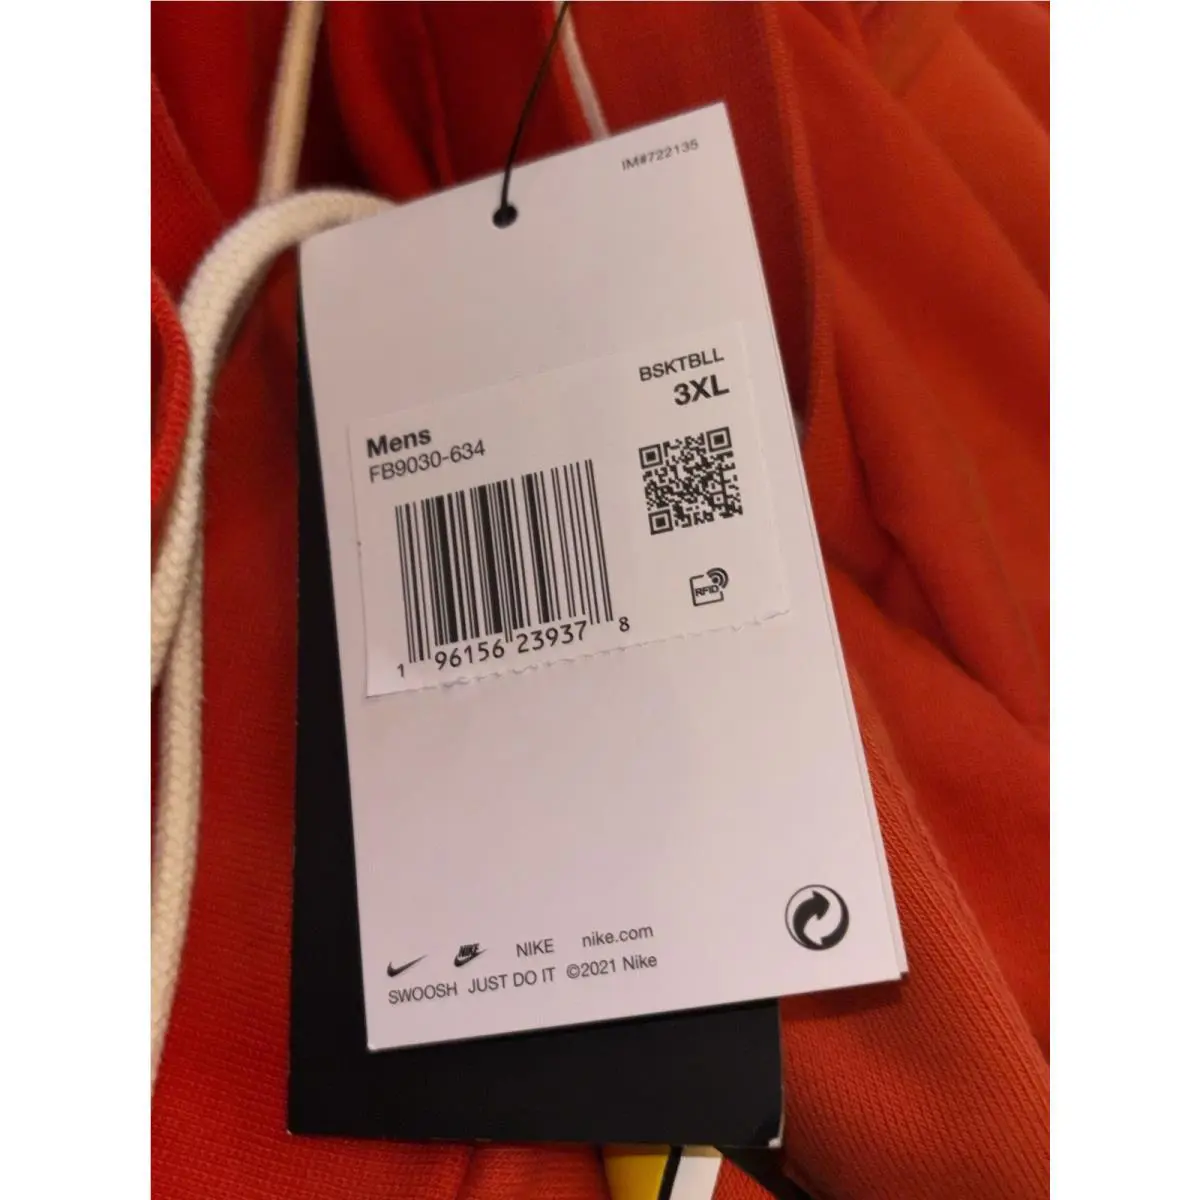 IM#722135
BSKTBLL
3XL
Mens
FB9030-634
RFID
1 96156 23937 8
NIKE NIKE nike.com
SWOOSH JUST DO IT ©2021 Nike